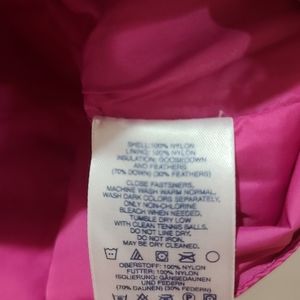 SHELL: 100% NYLON
LINING: 100% NYLON
INSULATION: GOOSEDOWN
AND FEATHERS
(70% DOWN) (30% FEATHERS)
CLOSE FASTENERS,
MACHINE WASH WARM NORMAL,
WASH DARK COLORS SEPARATELY,
ONLY NON-CHLORINE
BLEACH WHEN NEEDED,
TUMBLE DRY LOW
WITH CLEAN TENNIS BALLS,
DO NOT LINE DRY,
DO NOT IRON,
MAY BE DRY CLEANED
OBERSTOFF: 100% NYLON
FUTTER: 100% NYLON
ISOLIERUNG: GÄNSEDAUNEN
UND FEDERN
(70% DAUNEN) (30% FEDERN)